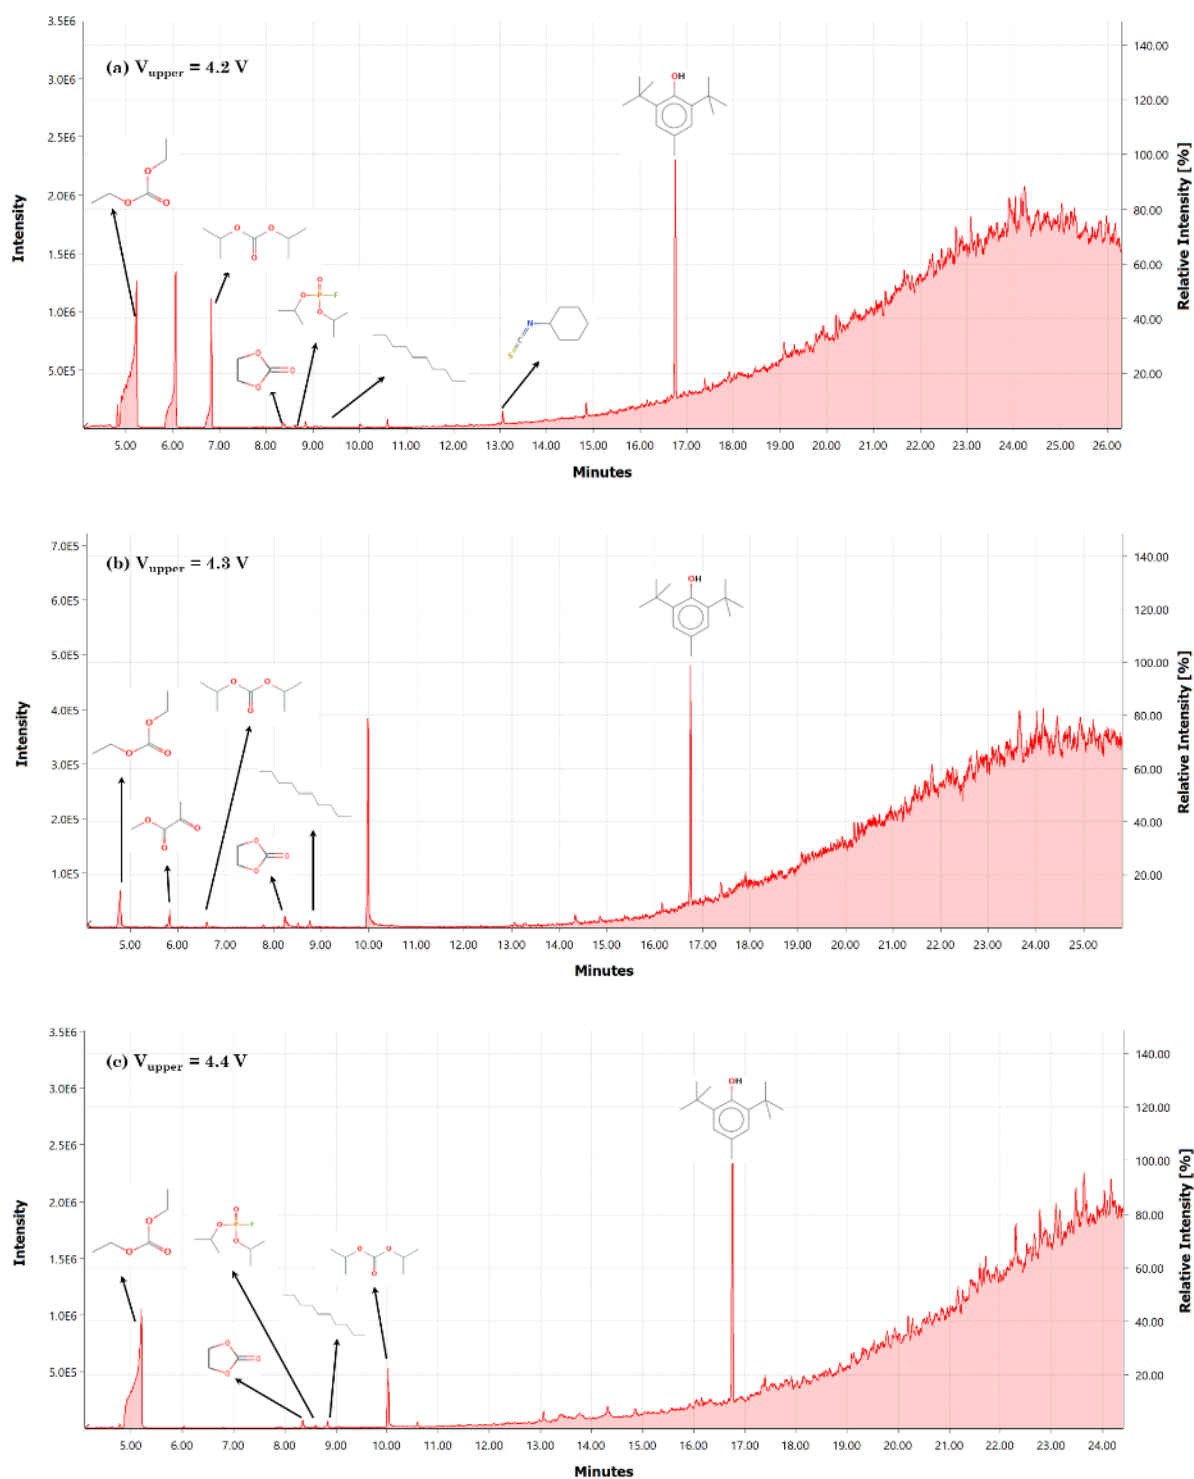 (a) Vupper = 4.2 V
Intensity
3.5E6
3.0E6
2.5E6
2.0E6
1.5E6
1.0E6
5.0E5
Relative Intensity [%]
140.00
120.00
100.00
80.00
60.00
40.00
20.00
OH
O
O
O
O
O
O
O
O P F
O
O
O
O
N
C
S
5.00 6.00 7.00 8.00 9.00 10.00 11.00 12.00 13.00 14.00 15.00 16.00 17.00 18.00 19.00 20.00 21.00 22.00 23.00 24.00 25.00 26.00
Minutes
(b) Vupper = 4.3 V
Intensity
7.0E5
6.0E5
5.0E5
4.0E5
3.0E5
2.0E5
1.0E5
Relative Intensity [%]
140.00
120.00
100.00
80.00
60.00
40.00
20.00
OH
O O
O
O
O
O
O
O
O
O
O
O
5.00 6.00 7.00 8.00 9.00 10.00 11.00 12.00 13.00 14.00 15.00 16.00 17.00 18.00 19.00 20.00 21.00 22.00 23.00 24.00 25.00
Minutes
(c) Vupper = 4.4 V
Intensity
3.5E6
3.0E6
2.5E6
2.0E6
1.5E6
1.0E6
5.0E5
Relative Intensity [%]
140.00
120.00
100.00
80.00
60.00
40.00
20.00
OH
O
O
O
O
O P F
O
O O
O
O
O
O
5.00 6.00 7.00 8.00 9.00 10.00 11.00 12.00 13.00 14.00 15.00 16.00 17.00 18.00 19.00 20.00 21.00 22.00 23.00 24.00
Minutes